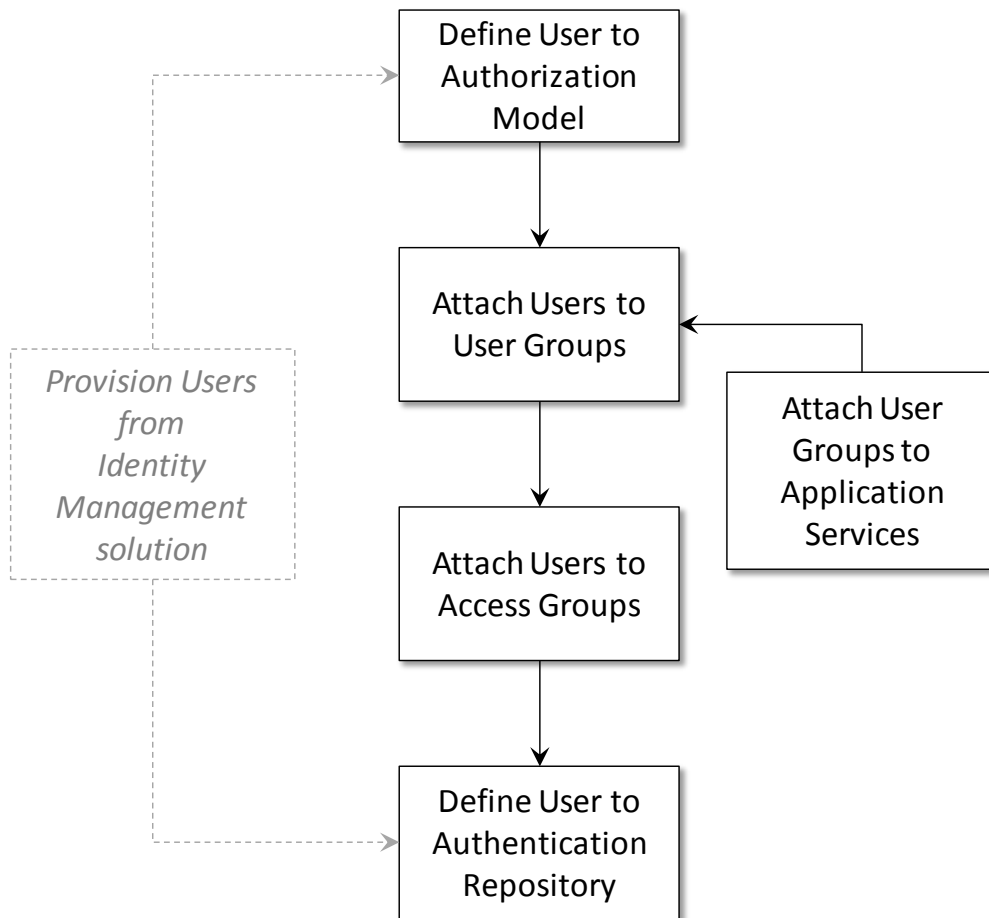 Define User to
Authorization
Model
Attach Users to
User Groups
Provision Users
from
Identity
Management
solution
Attach User
Groups to
Application
Services
Attach Users to
Access Groups
Define User to
Authentication
Repository